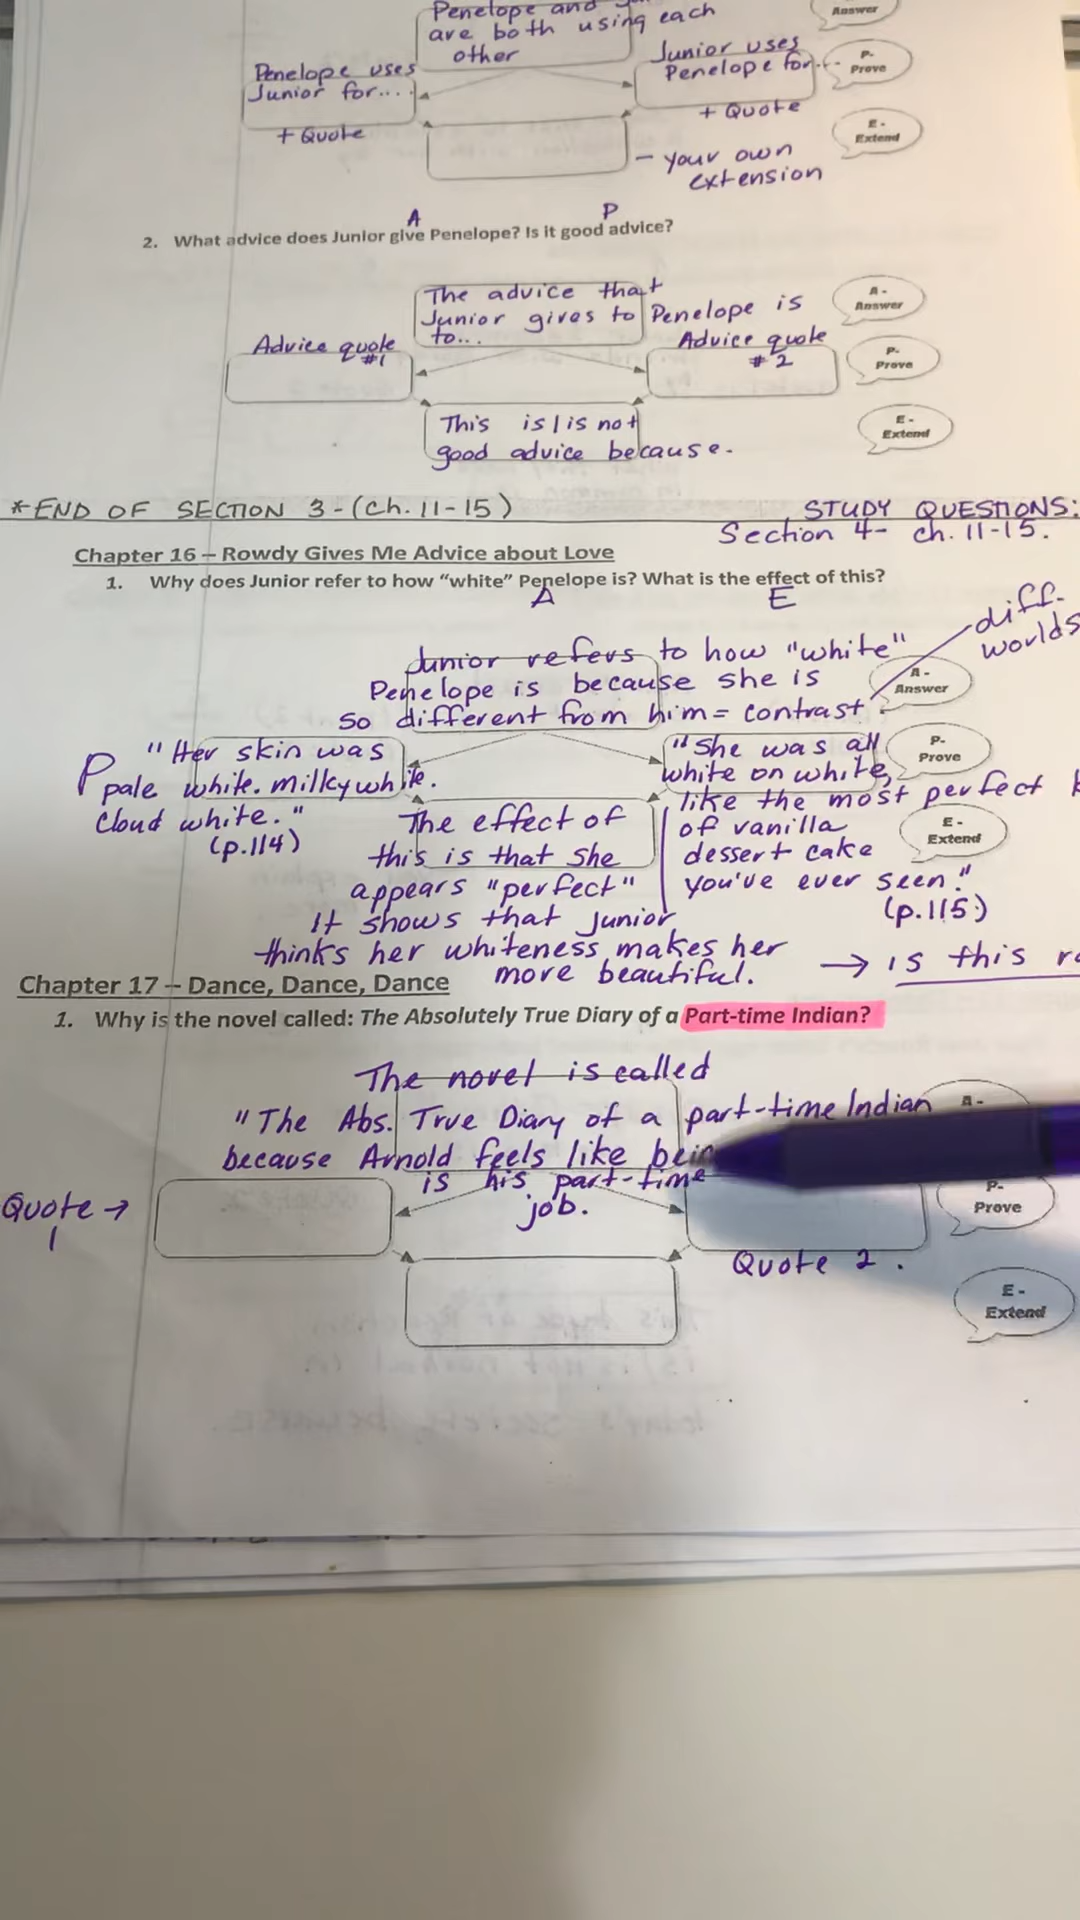 Penelope and
are both using each
other
Answer
Penelope uses
Junior for....
+ Quote
Junior uses
Penelope for...
+ Quote
P-
Prove
E-
Extend
- your own
extension
A P
2. What advice does Junior give Penelope? Is it good advice?
The advice that
Junior gives to Penelope is
to...
A-
Answer
Advice quote
#1
Advice quote
#2
P-
Prove
This is/is not
good advice because.
E-
Extend
*END OF SECTION 3-(Ch. 11-15)
STUDY QUESTIONS:
Section 4- ch. 11-15.
Chapter 16 – Rowdy Gives Me Advice about Love
1. Why does Junior refer to how “white” Penelope is? What is the effect of this?
A E
diff.
worlds
Junior refers to how "white"
Penelope is because she is
so different from him = contrast
A-
Answer
P "Her skin was
pale white. milky white.
Cloud white."
(p.114)
"She was all
white on white,
like the most perfect
of vanilla
dessert cake
you've ever seen."
(p.115)
P-
Prove
E-
Extend
The effect of
this is that she
appears "perfect"
It shows that Junior
thinks her whiteness makes her
more beautiful.
→ is this
Chapter 17 – Dance, Dance, Dance
1. Why is the novel called: The Absolutely True Diary of a Part-time Indian?
The novel is called
"The Abs. True Diary of a part-time Indian
because Arnold feels like
is his part-time
job.
A-
Quote →
1
P-
Prove
Quote 2.
E-
Extend